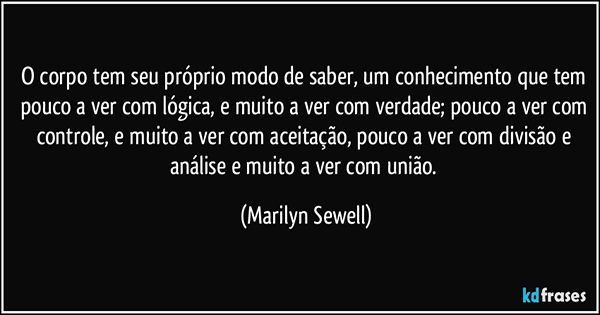 O corpo tem seu próprio modo de saber, um conhecimento que tem
pouco a ver com lógica, e muito a ver com verdade; pouco a ver com
controle, e muito a ver com aceitação, pouco a ver com divisão e
análise e muito a ver com união.
(Marilyn Sewell)
kdfrases